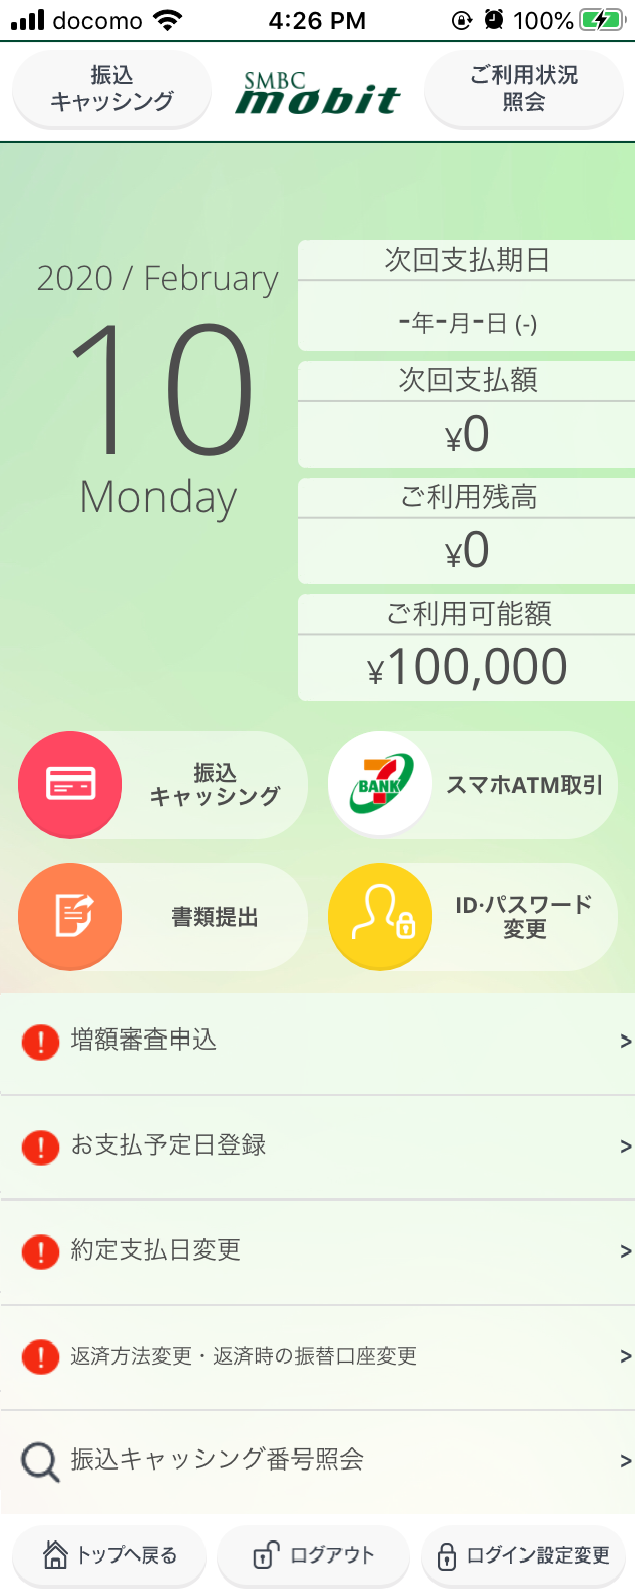 docomo 4:26 PM 100%
振込
キャッシング
SMBC
mobit
ご利用状況
照会
2020 / February
10
Monday
次回支払期日
-年-月-日 (-)
次回支払額
¥0
ご利用残高
¥0
ご利用可能額
¥100,000
振込
キャッシング
7
BANK
スマホATM取引
書類提出
ID·パスワード
変更
増額審査申込 >
お支払予定日登録 >
約定支払日変更 >
返済方法変更・返済時の振替口座変更 >
振込キャッシング番号照会 >
トップへ戻る
ログアウト
ログイン設定変更